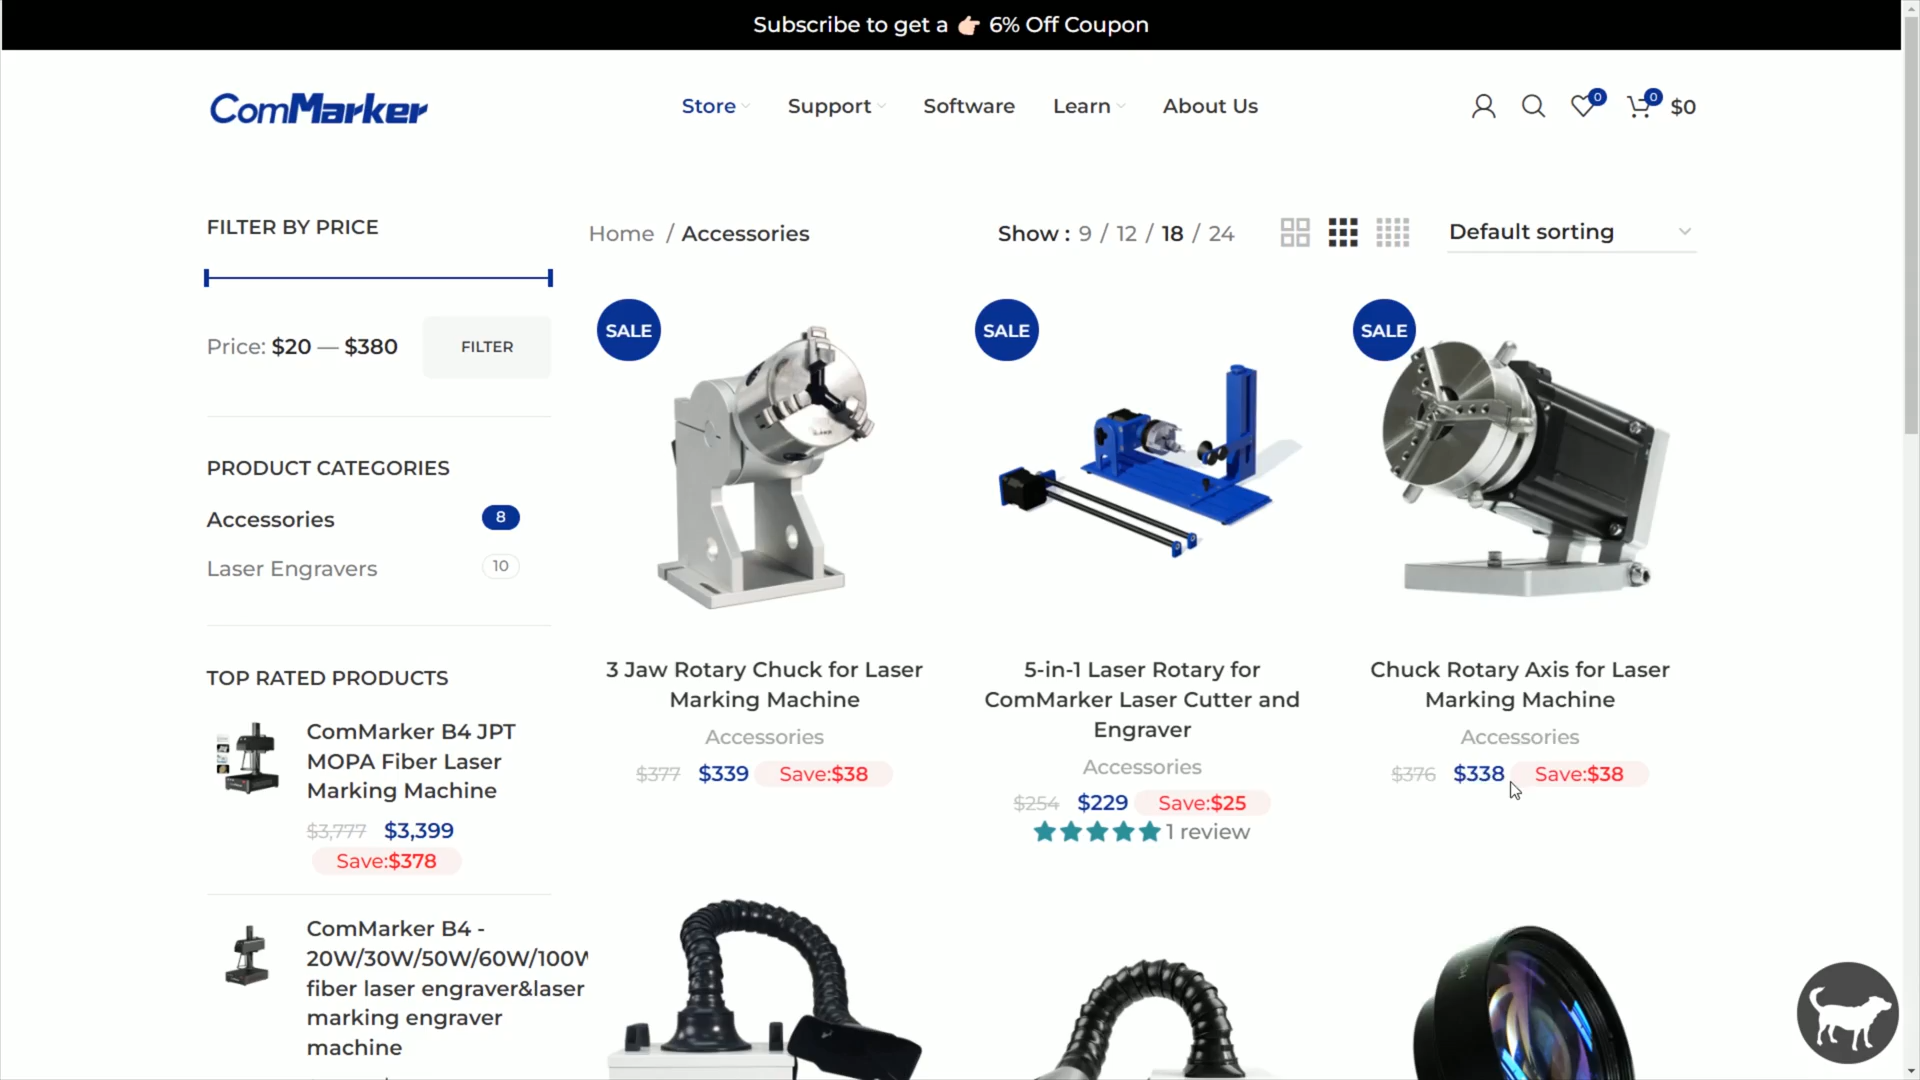 Subscribe to get a 👉🏻 6% Off Coupon
ComMarker
Store
Support
Software
Learn
About Us
0
0
$0
FILTER BY PRICE
Price: $20 — $380
FILTER
PRODUCT CATEGORIES
Accessories 8
Laser Engravers 10
TOP RATED PRODUCTS
ComMarker B4 JPT
MOPA Fiber Laser
Marking Machine
$3,777 $3,399
Save:$378
ComMarker B4 -
20W/30W/50W/60W/100W
fiber laser engraver&laser
marking engraver
machine
Home / Accessories
Show : 9 / 12 / 18 / 24
Default sorting
SALE
3 Jaw Rotary Chuck for Laser
Marking Machine
Accessories
$377 $339 Save:$38
SALE
5-in-1 Laser Rotary for
ComMarker Laser Cutter and
Engraver
Accessories
$254 $229 Save:$25
1 review
SALE
Chuck Rotary Axis for Laser
Marking Machine
Accessories
$376 $338 Save:$38